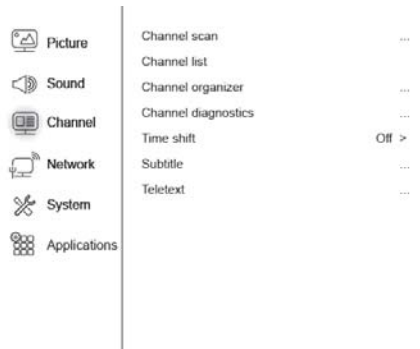 Picture
Sound
Channel
Network
System
Applications
Channel scan ...
Channel list
Channel organizer ...
Channel diagnostics ...
Time shift Off >
Subtitle ...
Teletext ...